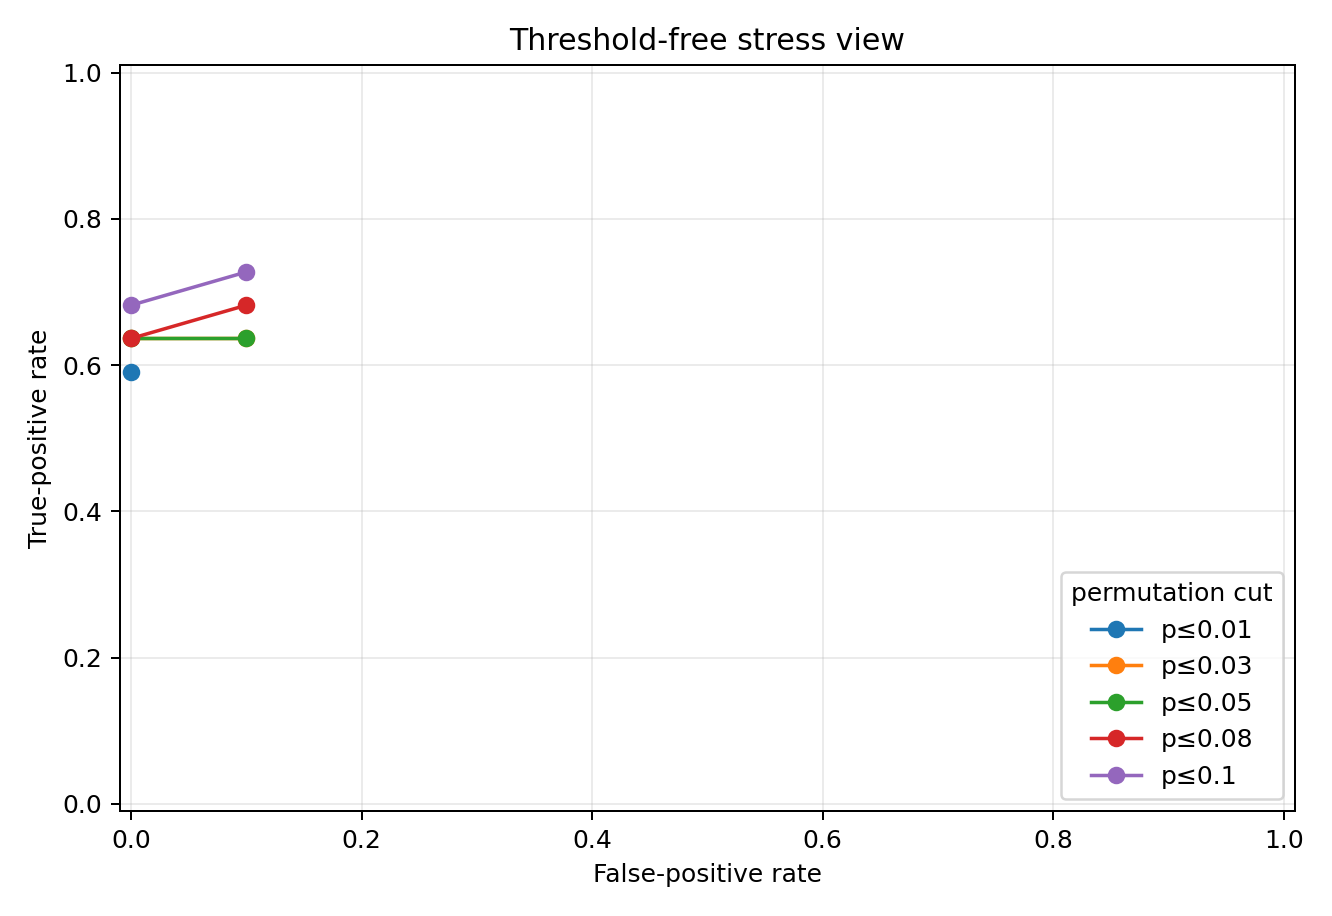 Threshold-free stress view
True-positive rate
1.0
0.8
0.6
0.4
0.2
0.0
permutation cut
p≤0.01
p≤0.03
p≤0.05
p≤0.08
p≤0.1
0.0 0.2 0.4 0.6 0.8 1.0
False-positive rate